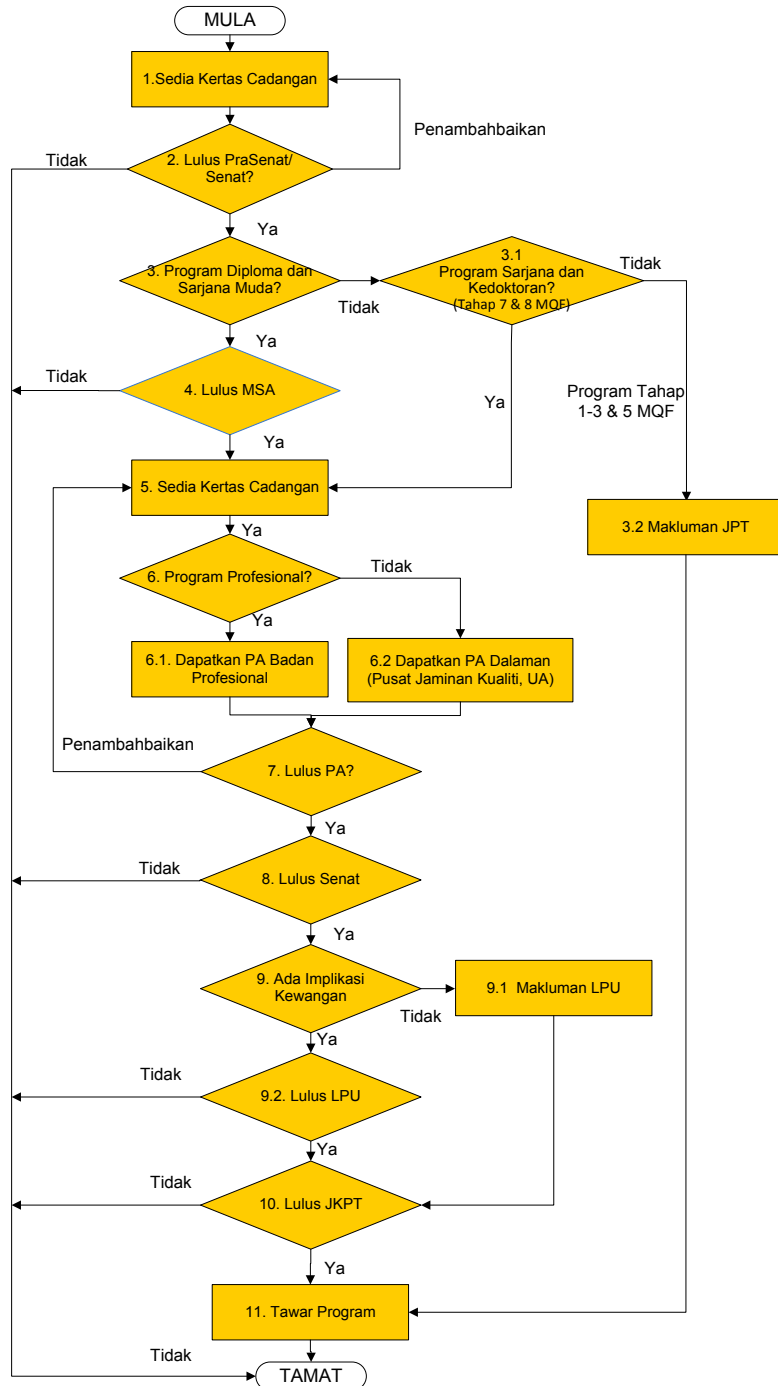 MULA
1.Sedia Kertas Cadangan
Penambahbaikan
Tidak
2. Lulus PraSenat/
Senat?
Ya
3. Program Diploma dan
Sarjana Muda?
Tidak
3.1
Program Sarjana dan
Kedoktoran?
(Tahap 7 & 8 MQF)
Tidak
Ya
Tidak
4. Lulus MSA
Ya
Ya
Program Tahap
1-3 & 5 MQF
5. Sedia Kertas Cadangan
3.2 Makluman JPT
Ya
6. Program Profesional?
Tidak
Ya
6.1. Dapatkan PA Badan
Profesional
6.2 Dapatkan PA Dalaman
(Pusat Jaminan Kualiti, UA)
Penambahbaikan
7. Lulus PA?
Ya
Tidak
8. Lulus Senat
Ya
9. Ada Implikasi
Kewangan
Tidak
9.1 Makluman LPU
Ya
Tidak
9.2. Lulus LPU
Ya
Tidak
10. Lulus JKPT
Ya
11. Tawar Program
Tidak
TAMAT